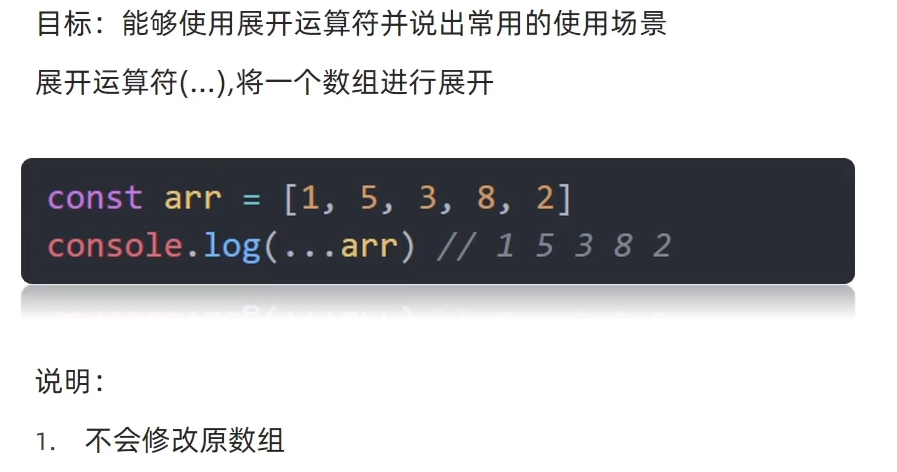 目标：能够使用展开运算符并说出常用的使用场景
展开运算符(...),将一个数组进行展开
const arr = [1, 5, 3, 8, 2]
console.log(...arr) // 1 5 3 8 2
说明：
1. 不会修改原数组